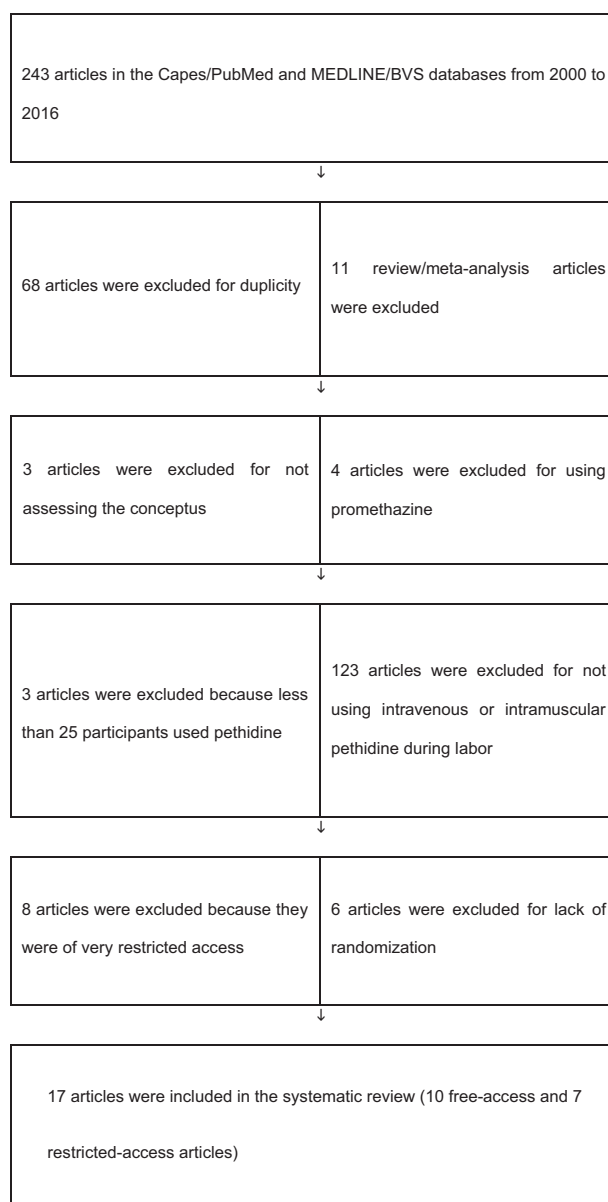 243 articles in the Capes/PubMed and MEDLINE/BVS databases from 2000 to
2016
↓
68 articles were excluded for duplicity
11 review/meta-analysis articles
were excluded
↓
3 articles were excluded for not
assessing the conceptus
4 articles were excluded for using
promethazine
↓
3 articles were excluded because less
than 25 participants used pethidine
123 articles were excluded for not
using intravenous or intramuscular
pethidine during labor
↓
8 articles were excluded because they
were of very restricted access
6 articles were excluded for lack of
randomization
↓
17 articles were included in the systematic review (10 free-access and 7
restricted-access articles)